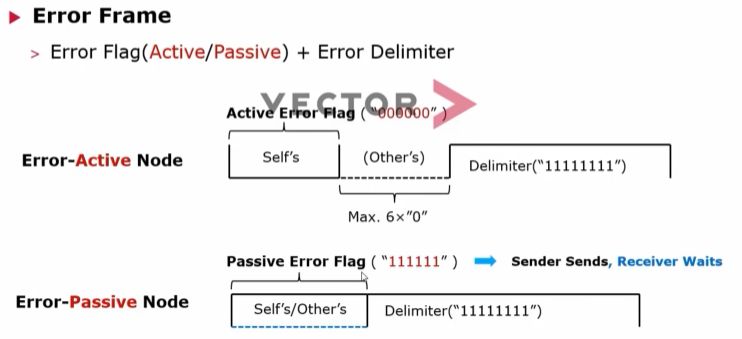 Error Frame
> Error Flag(Active/Passive) + Error Delimiter
VECTOR
Active Error Flag ( “000000” )
Error-Active Node
Self’s
(Other’s)
Delimiter(“11111111”)
Max. 6×”0”
Passive Error Flag ( “111111” )
Sender Sends, Receiver Waits
Error-Passive Node
Self’s/Other’s
Delimiter(“11111111”)